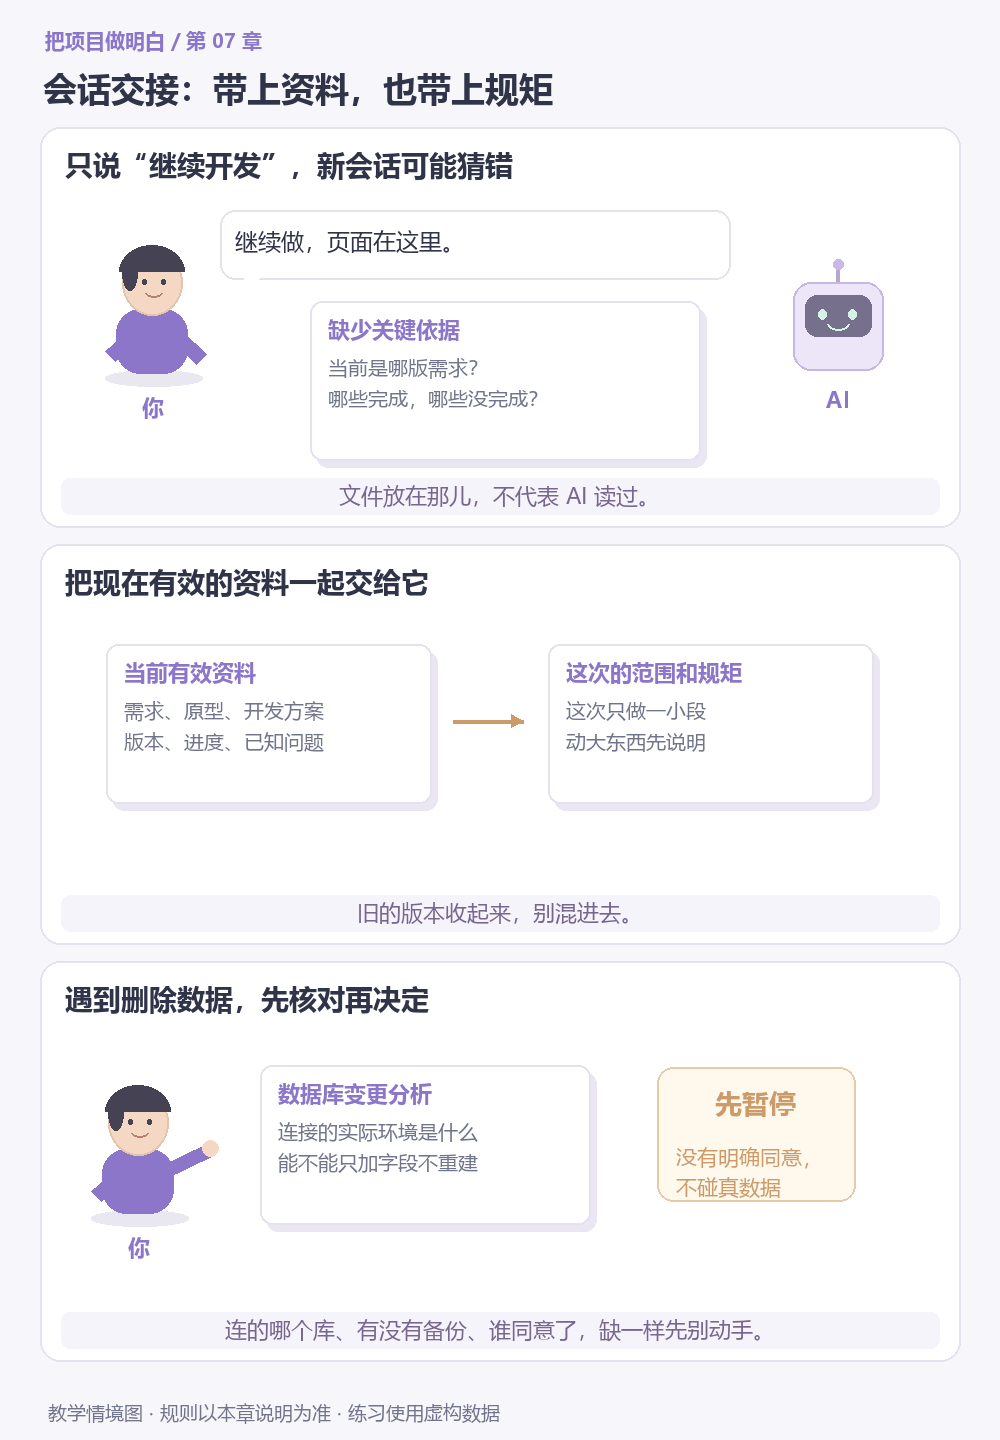 把项目做明白 / 第 07 章
会话交接：带上资料，也带上规矩
只说“继续开发”，新会话可能猜错
继续做，页面在这里。
缺少关键依据
当前是哪版需求？
哪些完成，哪些没完成？
你
AI
文件放在那儿，不代表 AI 读过。
把现在有效的资料一起交给它
当前有效资料
需求、原型、开发方案
版本、进度、已知问题
这次的范围和规矩
这次只做一小段
动大东西先说明
旧的版本收起来，别混进去。
遇到删除数据，先核对再决定
数据库变更分析
连接的实际环境是什么
能不能只加字段不重建
先暂停
没有明确同意，
不碰真数据
你
连的哪个库、有没有备份、谁同意了，缺一样先别动手。
教学情境图 · 规则以本章说明为准 · 练习使用虚构数据